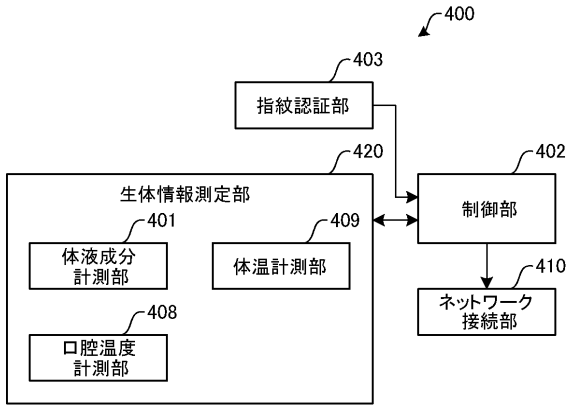 400
403
指紋認証部
420
生体情報測定部
402
制御部
401
体液成分
計測部
409
体温計測部
410
ネットワーク
接続部
408
口腔温度
計測部